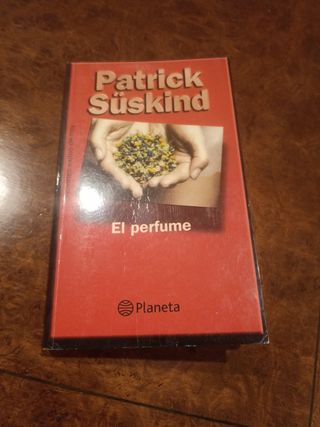 Patrick
Süskind
El perfume
Planeta